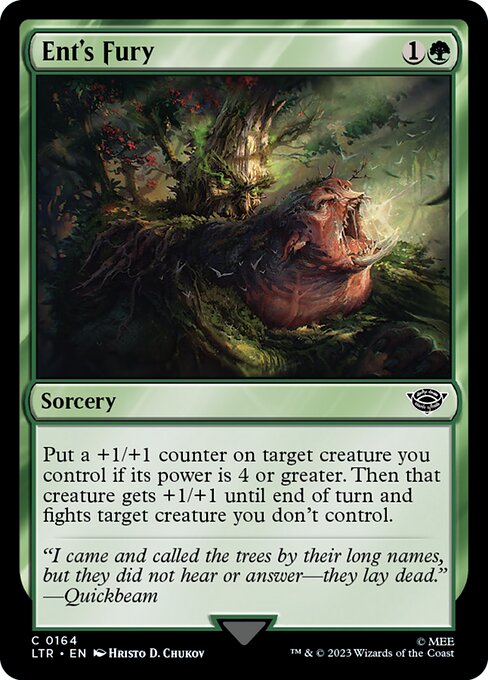 Ent's Fury 1
Sorcery
Put a +1/+1 counter on target creature you
control if its power is 4 or greater. Then that
creature gets +1/+1 until end of turn and
fights target creature you don't control.
“I came and called the trees by their long names,
but they did not hear or answer—they lay dead.”
—Quickbeam
C 0164
LTR • EN Hristo D. Chukov
© MEE
™ & © 2023 Wizards of the Coast